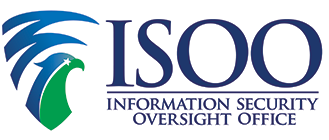 ISOO
INFORMATION SECURITY
OVERSIGHT OFFICE